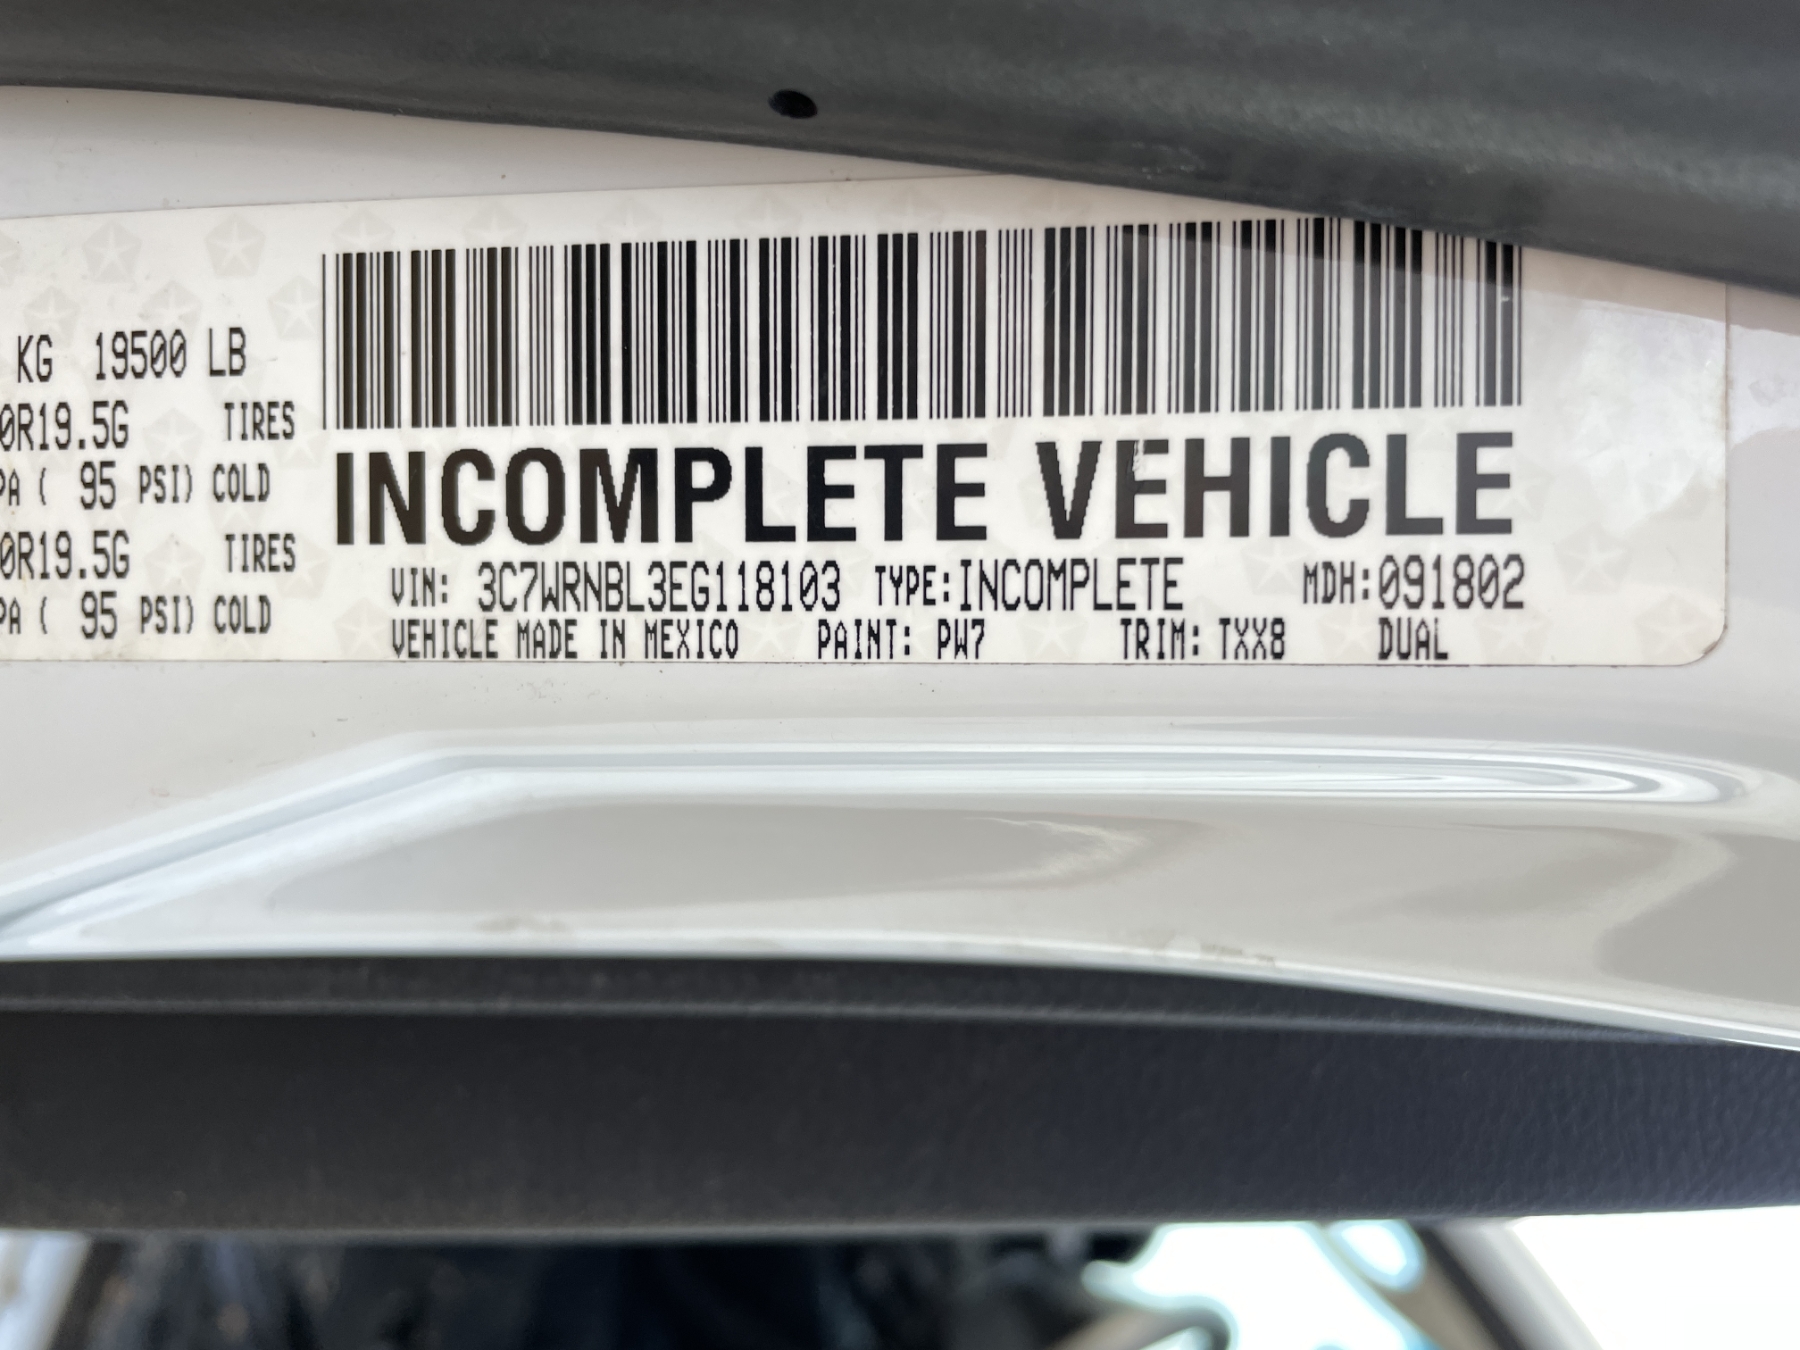 KG 19500 LB
0R19.5G TIRES
PA ( 95 PSI) COLD
0R19.5G TIRES
PA ( 95 PSI) COLD
INCOMPLETE VEHICLE
VIN: 3C7WRNBL3EG118103 TYPE:INCOMPLETE MDH:091802
VEHICLE MADE IN MEXICO PAINT: PW7 TRIM: TXX8 DUAL